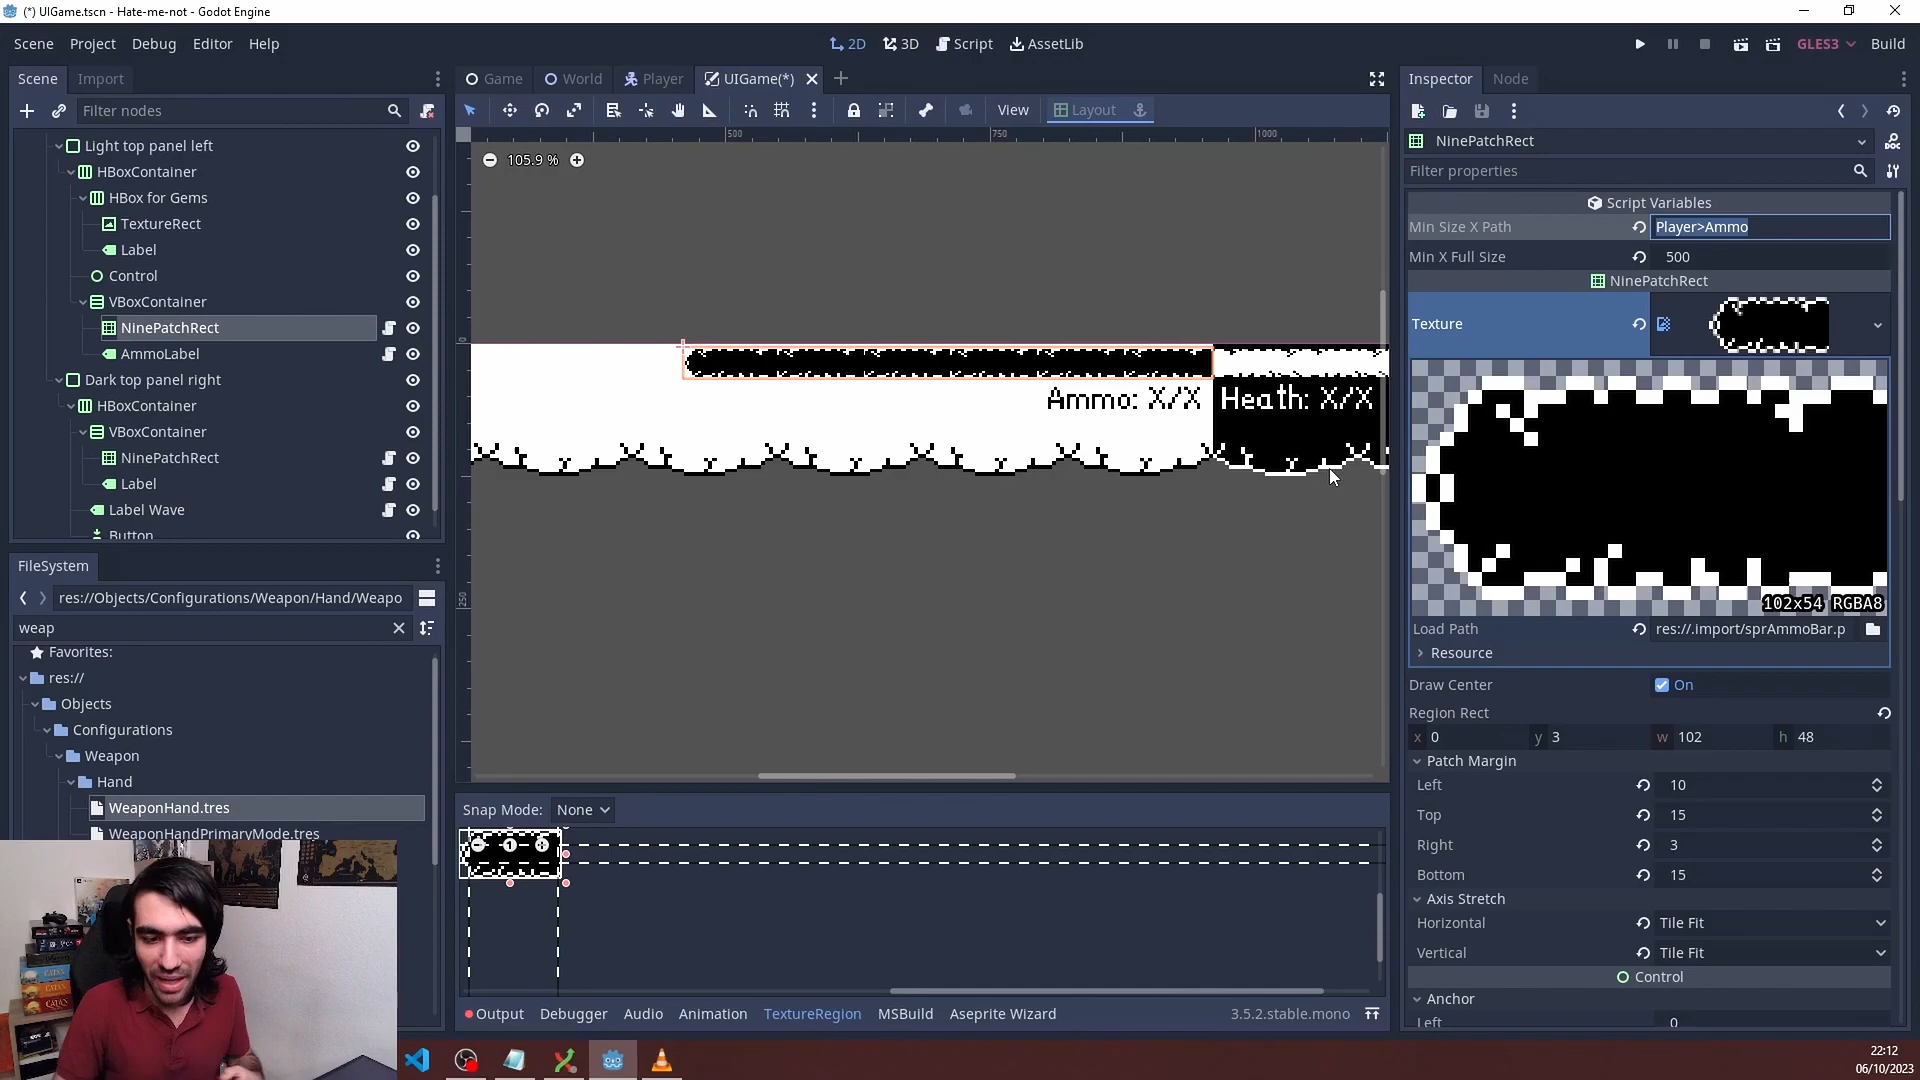 (*) UIGame.tscn - Hate-me-not - Godot Engine
Scene Project Debug Editor Help
2D 3D Script AssetLib
GLES3 Build
Scene Import
Filter nodes
Light top panel left
HBoxContainer
HBox for Gems
TextureRect
Label
Control
VBoxContainer
NinePatchRect
AmmoLabel
Dark top panel right
HBoxContainer
VBoxContainer
NinePatchRect
Label
Label Wave
Button
FileSystem
res://Objects/Configurations/Weapon/Hand/Weapo
weap
Favorites:
res://
Objects
Configurations
Weapon
Hand
WeaponHand.tres
WeaponHandPrimaryMode.tres
Game World Player UIGame(*)
View Layout
500 750 1000
105.9 %
0
250
Ammo: X/X Heath: X/X
Snap Mode: None
Output Debugger Audio Animation TextureRegion MSBuild Aseprite Wizard 3.5.2.stable.mono
Inspector Node
NinePatchRect
Filter properties
Script Variables
Min Size X Path Player>Ammo
Min X Full Size 500
NinePatchRect
Texture
102x54 RGBA8
Load Path res://.import/sprAmmoBar.p
Resource
Draw Center On
Region Rect
x 0 y 3 w 102 h 48
Patch Margin
Left 10
Top 15
Right 3
Bottom 15
Axis Stretch
Horizontal Tile Fit
Vertical Tile Fit
Control
Anchor
Left 0
CATAN
CATAN
22:12
06/10/2023